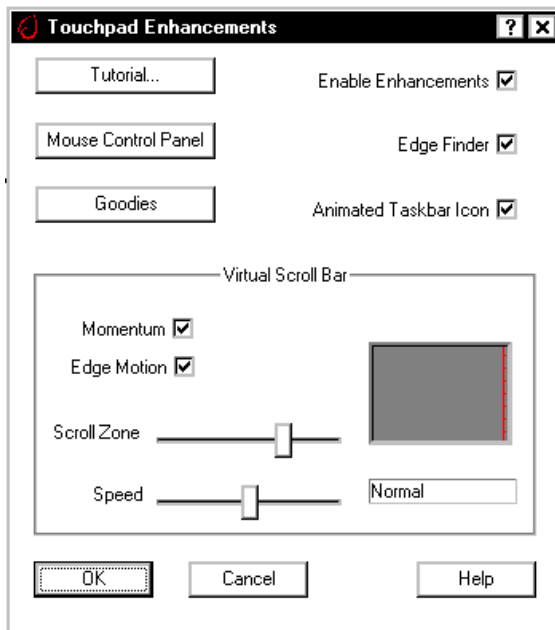 Touchpad Enhancements
Tutorial...
Enable Enhancements
Mouse Control Panel
Edge Finder
Goodies
Animated Taskbar Icon
Virtual Scroll Bar
Momentum
Edge Motion
Scroll Zone
Speed
Normal
OK
Cancel
Help